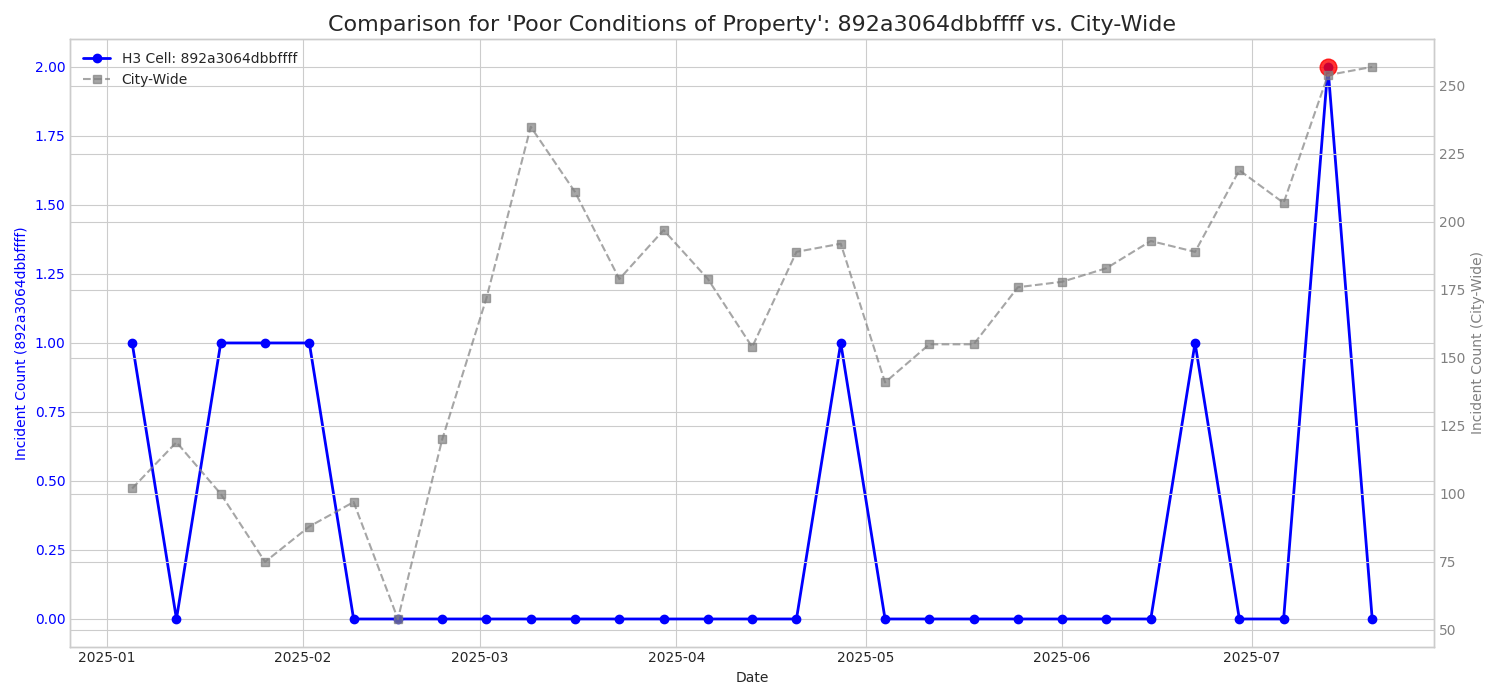 Comparison for 'Poor Conditions of Property': 892a3064dbbffff vs. City-Wide
H3 Cell: 892a3064dbbffff
City-Wide
Incident Count (892a3064dbbffff)
2.00
1.75
1.50
1.25
1.00
0.75
0.50
0.25
0.00
250
225
200
175
150
125
100
75
50
Incident Count (City-Wide)
2025-01 2025-02 2025-03 2025-04 2025-05 2025-06 2025-07
Date